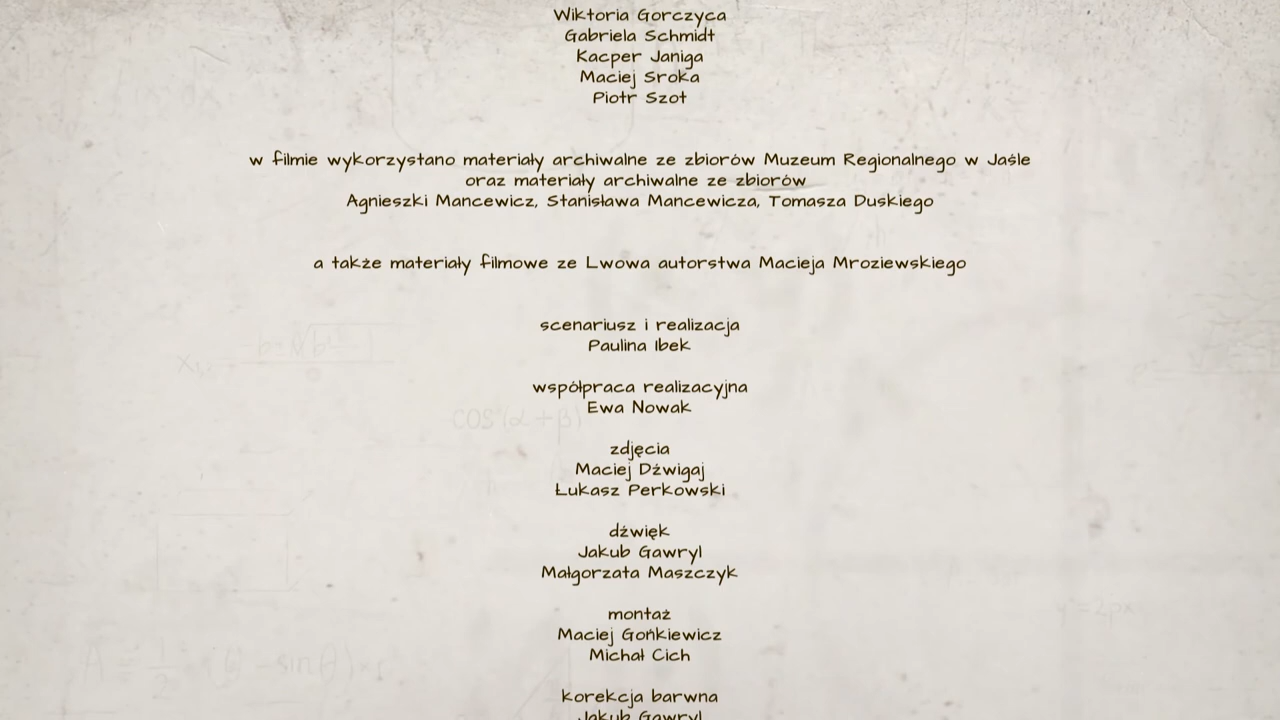 Wiktoria Gorczyca
Gabriela Schmidt
Kacper Janiga
Maciej Sroka
Piotr Szot
w filmie wykorzystano materiały archiwalne ze zbiorów Muzeum Regionalnego w Jaśle
oraz materiały archiwalne ze zbiorów
Agnieszki Mancewicz, Stanisława Mancewicza, Tomasza Duskiego
a także materiały filmowe ze Lwowa autorstwa Macieja Mroziewskiego
scenariusz i realizacja
Paulina Ibek
współpraca realizacyjna
Ewa Nowak
zdjęcia
Maciej Dźwigaj
Łukasz Perkowski
dźwięk
Jakub Gawryl
Małgorzata Maszczyk
montaż
Maciej Gońkiewicz
Michał Cich
korekcja barwna
Jakub Gawryl